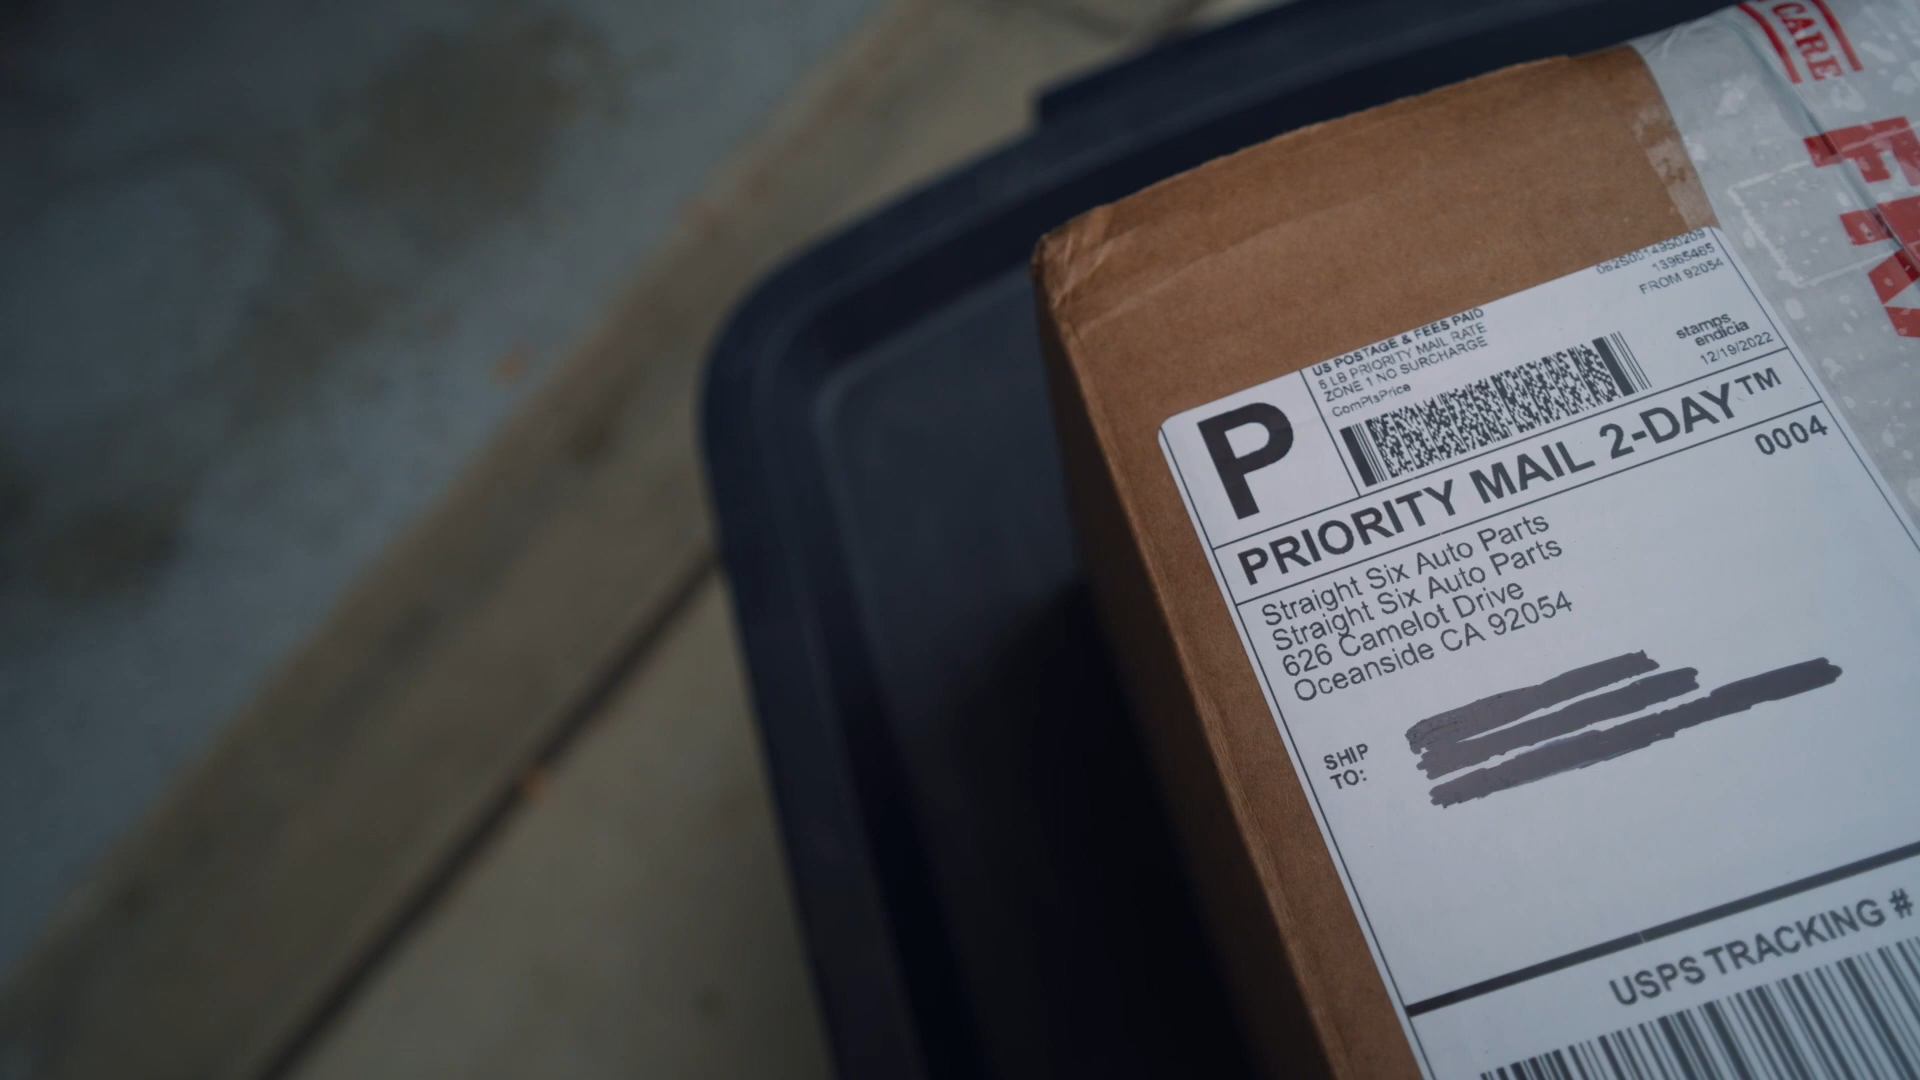 CARE
FRA
062S0014950209
13965465
FROM 92054
US POSTAGE & FEES PAID
5 LB PRIORITY MAIL RATE
ZONE 1 NO SURCHARGE
ComPlsPrice
stamps
endicia
12/19/2022
P
PRIORITY MAIL 2-DAY™
0004
Straight Six Auto Parts
Straight Six Auto Parts
626 Camelot Drive
Oceanside CA 92054
SHIP
TO:
USPS TRACKING #